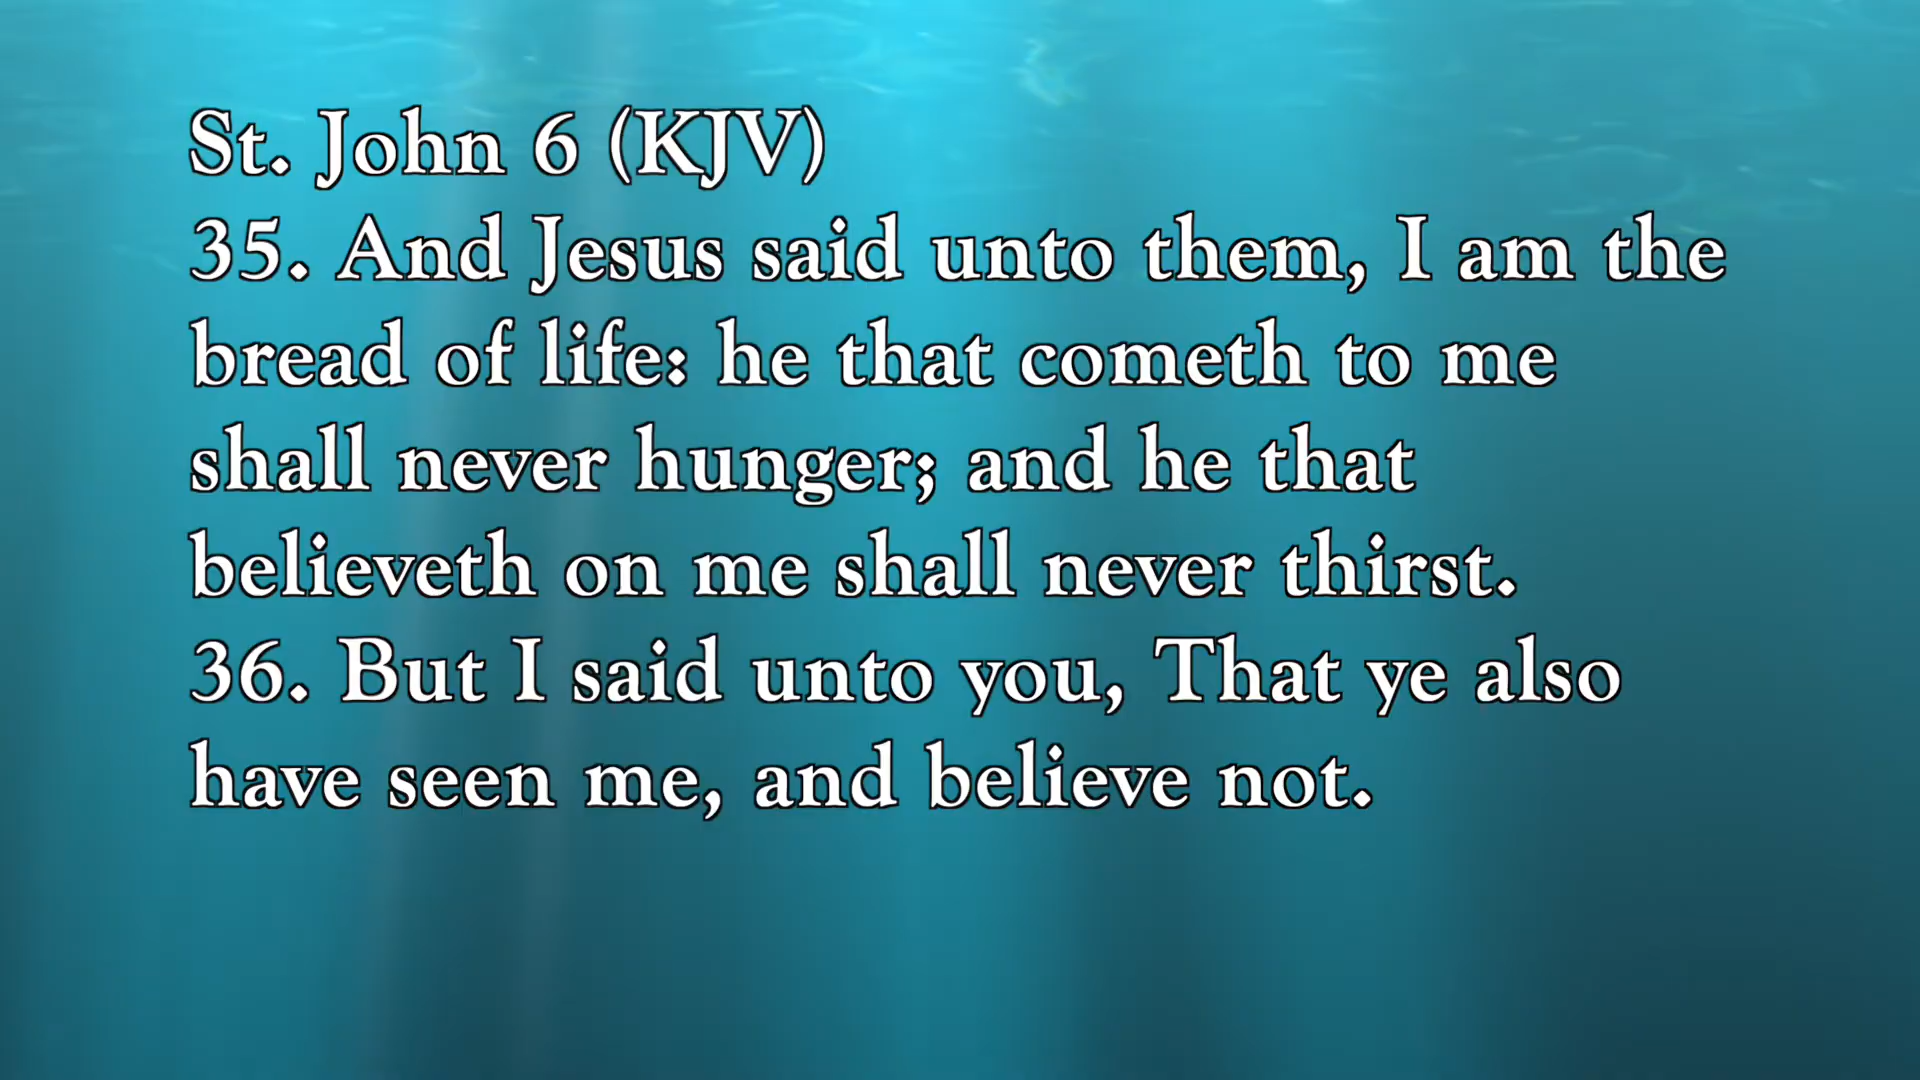 St. John 6 (KJV)
35. And Jesus said unto them, I am the
bread of life: he that cometh to me
shall never hunger; and he that
believeth on me shall never thirst.
36. But I said unto you, That ye also
have seen me, and believe not.